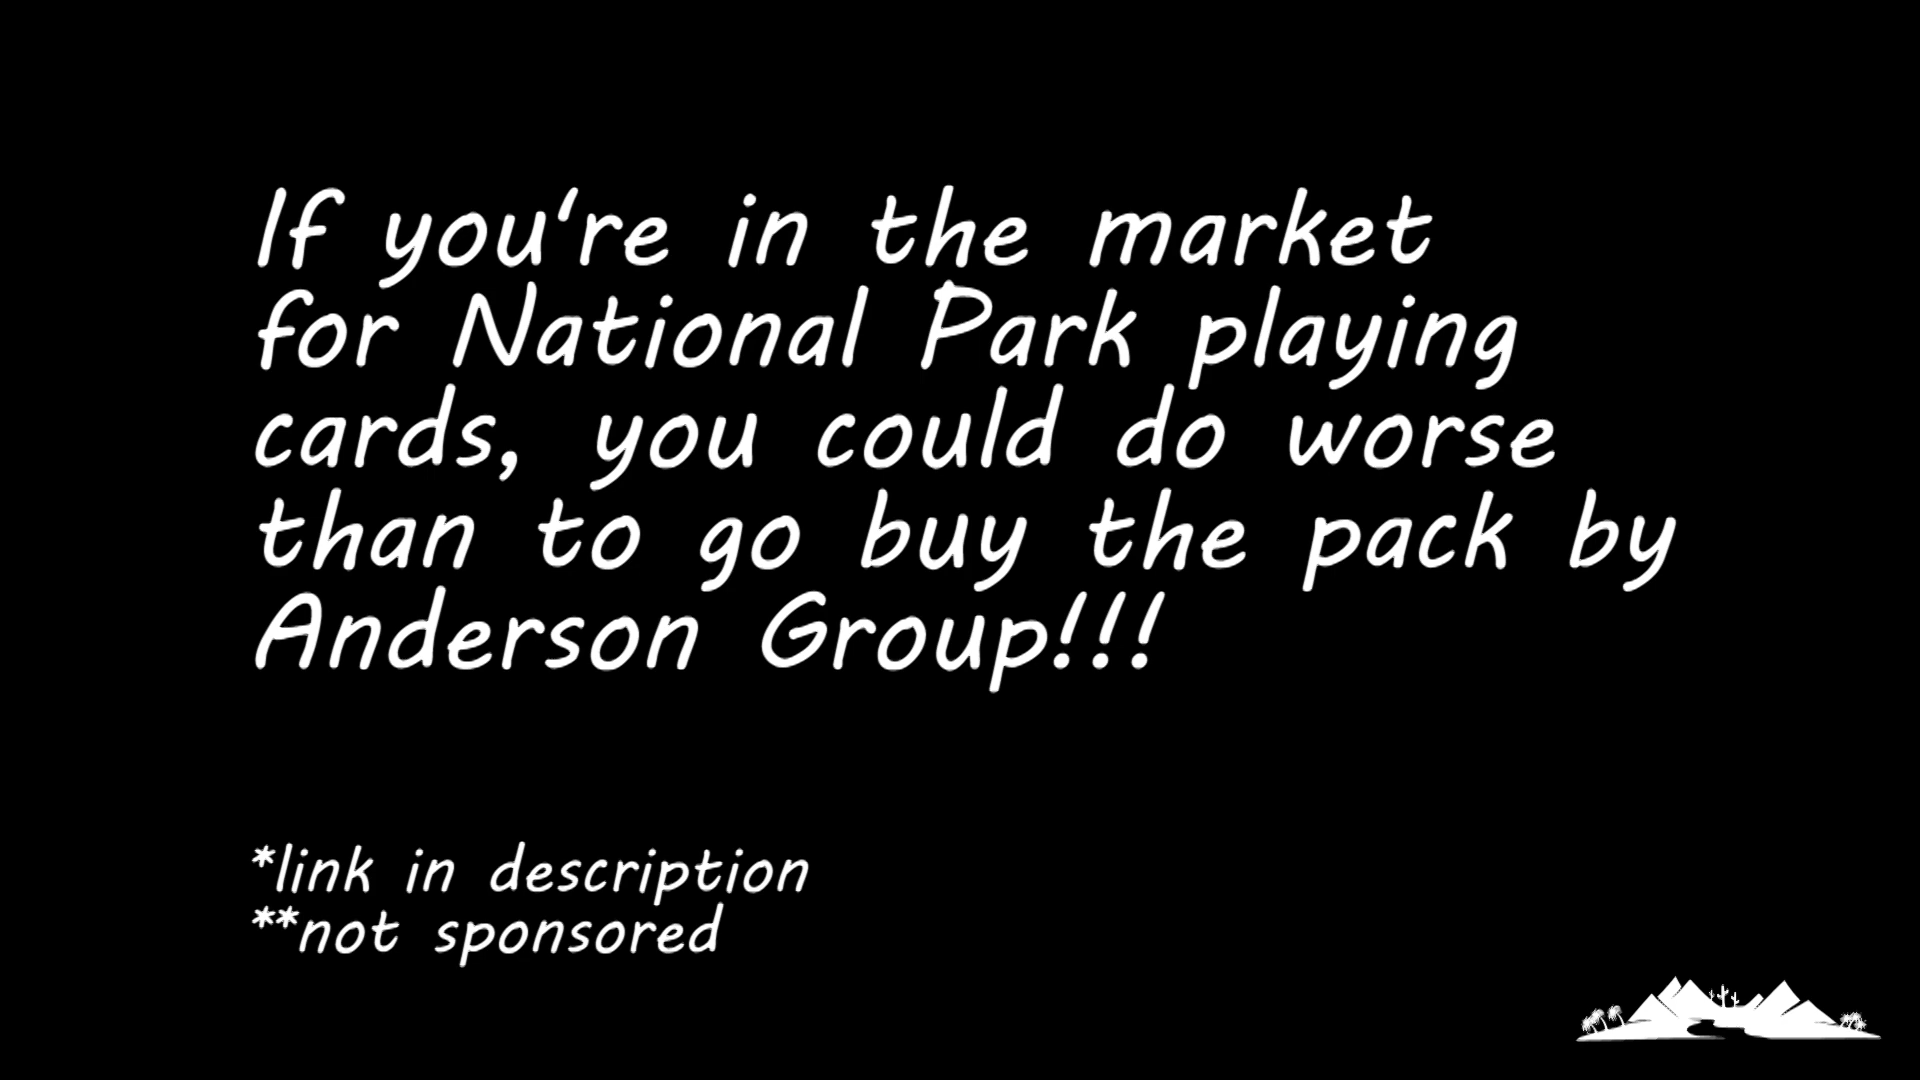 If you're in the market
for National Park playing
cards, you could do worse
than to go buy the pack by
Anderson Group!!!
*link in description
**not sponsored